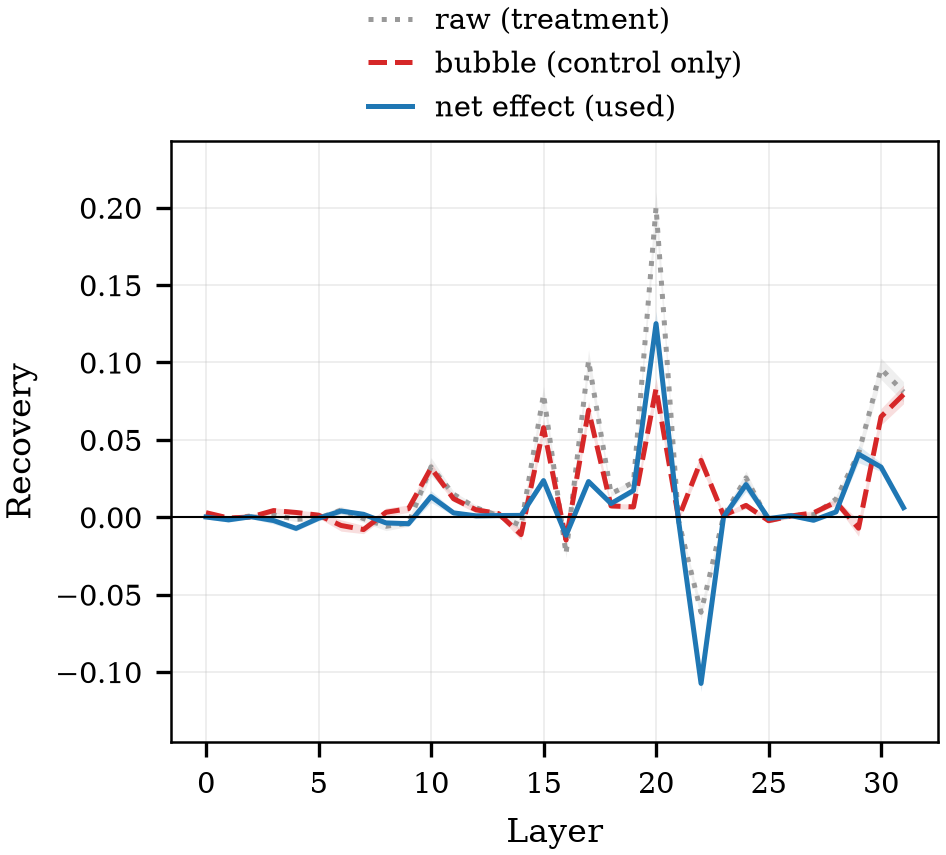 raw (treatment)
bubble (control only)
net effect (used)
0.20
0.15
0.10
0.05
0.00
−0.05
−0.10
Recovery
0 5 10 15 20 25 30
Layer